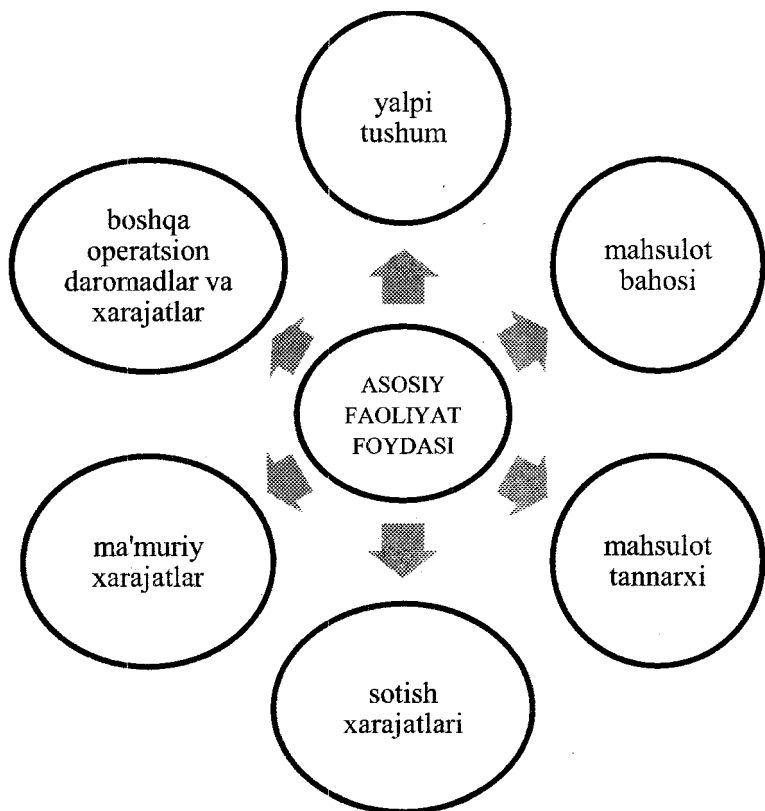 yalpi
tushum
boshqa
operatsion
daromadlar va
xarajatlar
mahsulot
bahosi
ASOSIY
FAOLIYAT
FOYDASI
ma'muriy
xarajatlar
mahsulot
tannarxi
sotish
xarajatlari